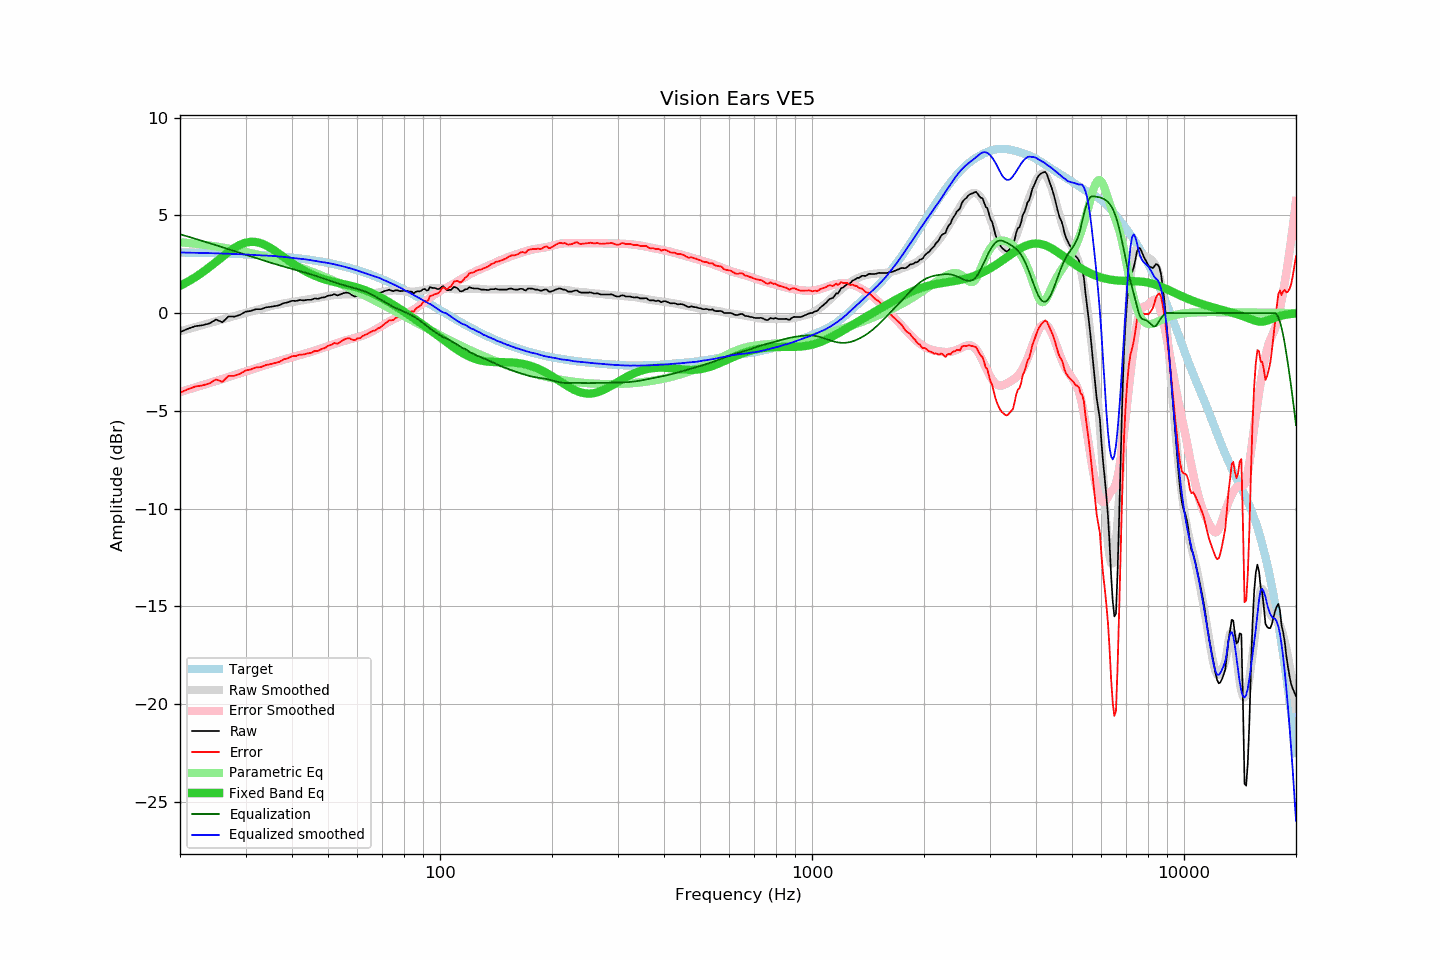 Vision Ears VE5
10
5
0
−5
−10
−15
−20
−25
Amplitude (dBr)
Target
Raw Smoothed
Error Smoothed
Raw
Error
Parametric Eq
Fixed Band Eq
Equalization
Equalized smoothed
100
1000
10000
Frequency (Hz)